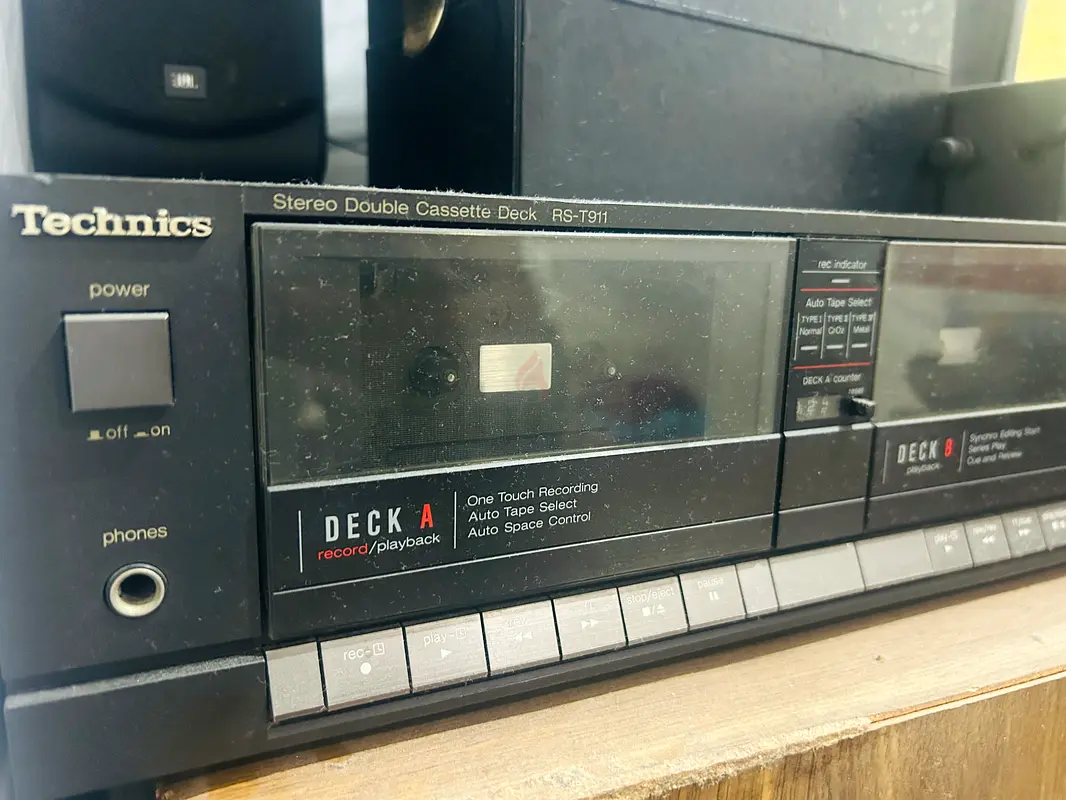 JBL
Technics
Stereo Double Cassette Deck RS-T911
power
off on
phones
DECK A
record/playback
One Touch Recording
Auto Tape Select
Auto Space Control
rec indicator
Auto Tape Select
TYPE I TYPE II TYPE IV
Normal CrO2 Metal
DECK A counter
reset
DECK B
playback
Synchro Editing Start
Series Play
Cue and Review
rec-
play-
stop/eject
pause
play-